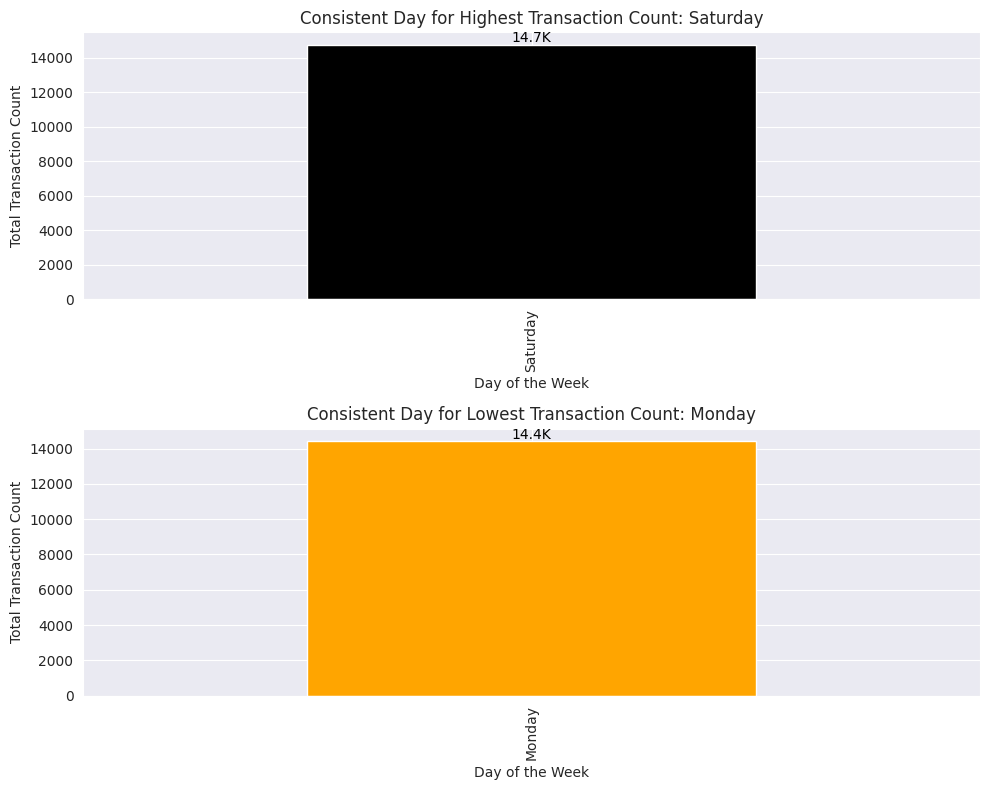 Consistent Day for Highest Transaction Count: Saturday
14.7K
14000
12000
10000
8000
6000
4000
2000
0
Total Transaction Count
Saturday
Day of the Week
Consistent Day for Lowest Transaction Count: Monday
14.4K
14000
12000
10000
8000
6000
4000
2000
0
Total Transaction Count
Monday
Day of the Week